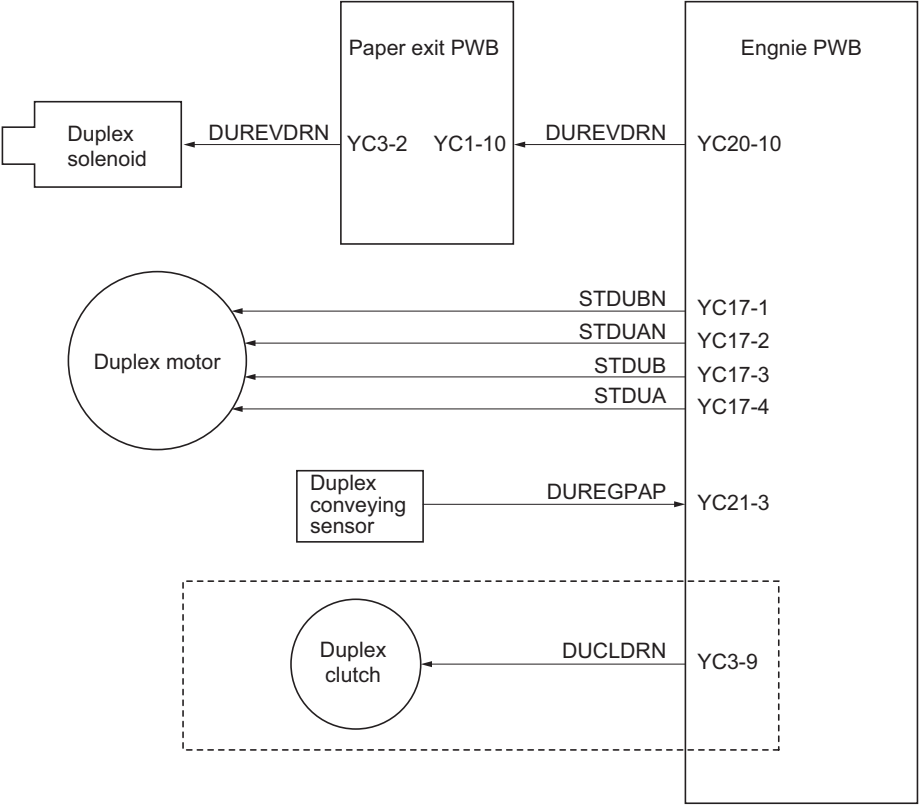 Paper exit PWB
Engnie PWB
Duplex
solenoid
DUREVDRN
YC3-2
YC1-10
DUREVDRN
YC20-10
Duplex motor
STDUBN
YC17-1
STDUAN
YC17-2
STDUB
YC17-3
STDUA
YC17-4
Duplex
conveying
sensor
DUREGPAP
YC21-3
Duplex
clutch
DUCLDRN
YC3-9